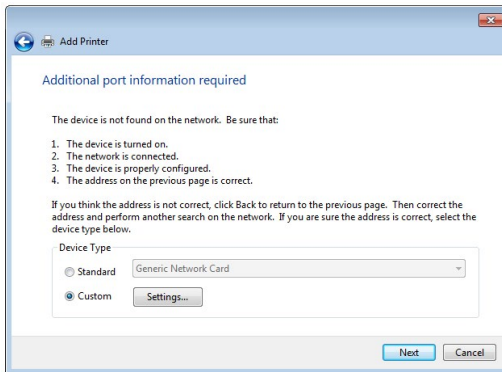 Add Printer
Additional port information required
The device is not found on the network.  Be sure that:
1.  The device is turned on.
2.  The network is connected.
3.  The device is properly configured.
4.  The address on the previous page is correct.
If you think the address is not correct, click Back to return to the previous page.  Then correct the
address and perform another search on the network.  If you are sure the address is correct, select the
device type below.
Device Type
Standard
Generic Network Card
Custom
Settings...
Next
Cancel